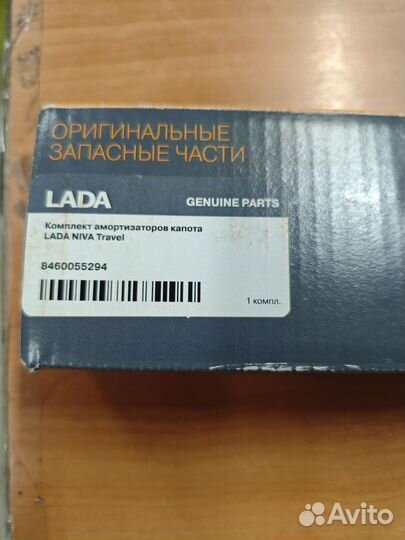 ОРИГИНАЛЬНЫЕ
ЗАПАСНЫЕ ЧАСТИ
LADA
GENUINE PARTS
Комплект амортизаторов капота
LADA NIVA Travel
8460055294
1 компл.
Avito